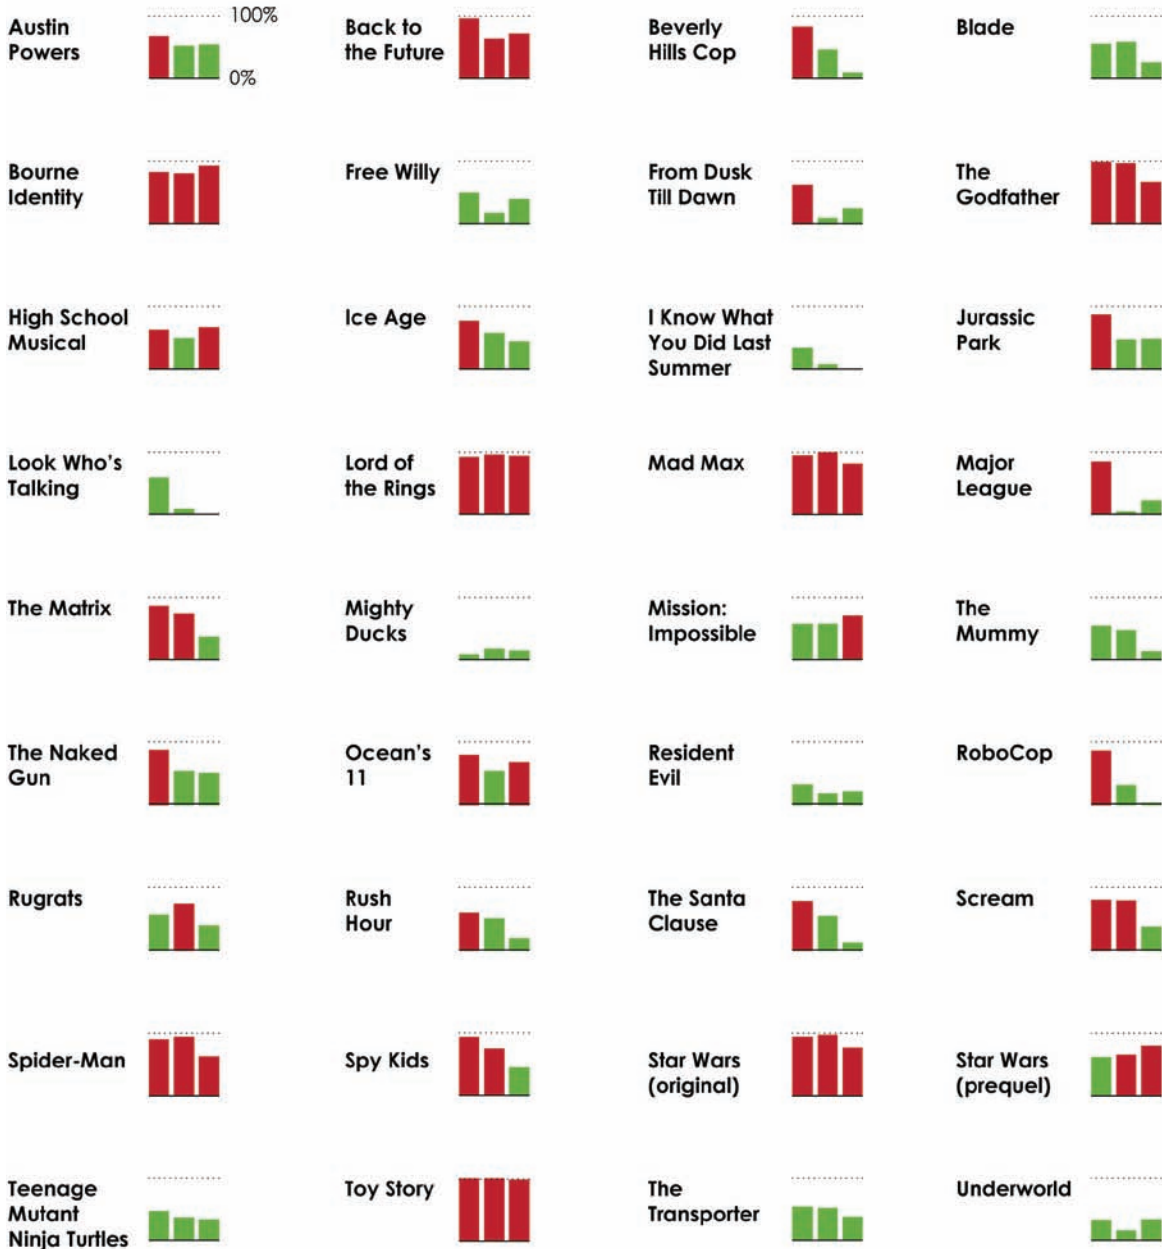 Austin
Powers
100%
0%
Back to
the Future
Beverly
Hills Cop
Blade
Bourne
Identity
Free Willy
From Dusk
Till Dawn
The
Godfather
High School
Musical
Ice Age
I Know What
You Did Last
Summer
Jurassic
Park
Look Who's
Talking
Lord of
the Rings
Mad Max
Major
League
The Matrix
Mighty
Ducks
Mission:
Impossible
The
Mummy
The Naked
Gun
Ocean's
11
Resident
Evil
RoboCop
Rugrats
Rush
Hour
The Santa
Clause
Scream
Spider-Man
Spy Kids
Star Wars
(original)
Star Wars
(prequel)
Teenage
Mutant
Ninja Turtles
Toy Story
The
Transporter
Underworld